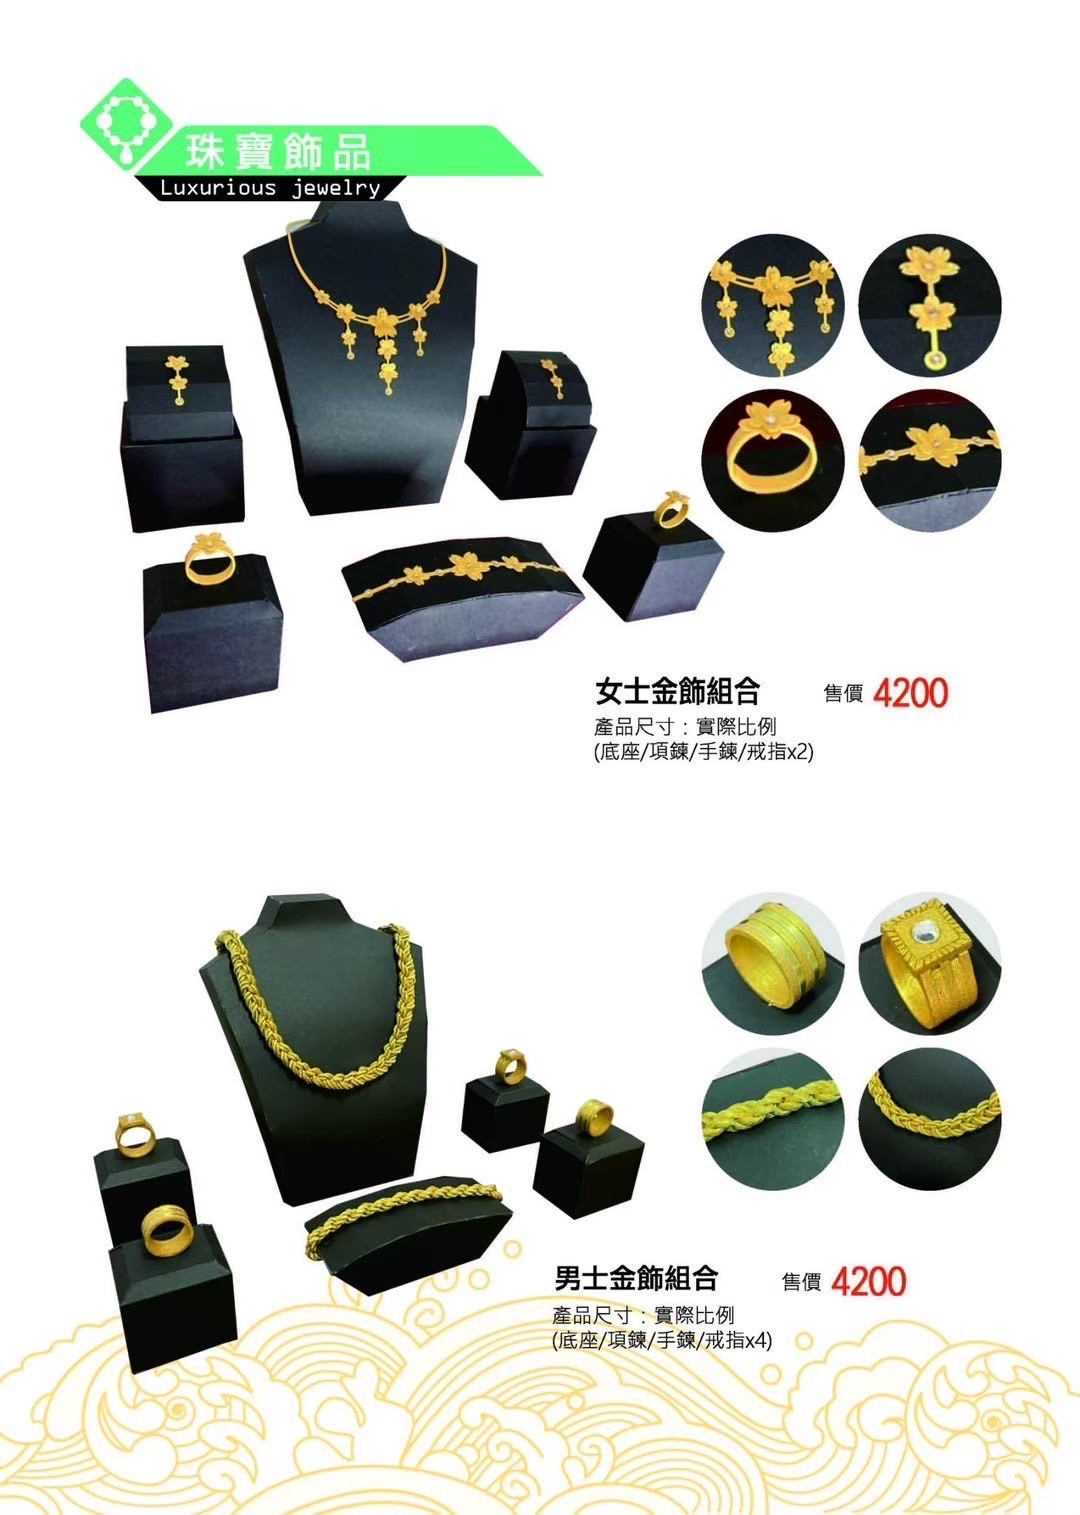 珠寶飾品
Luxurious jewelry
女士金飾組合 售價 4200
產品尺寸：實際比例
(底座/項鍊/手鍊/戒指x2)
男士金飾組合 售價 4200
產品尺寸：實際比例
(底座/項鍊/手鍊/戒指x4)